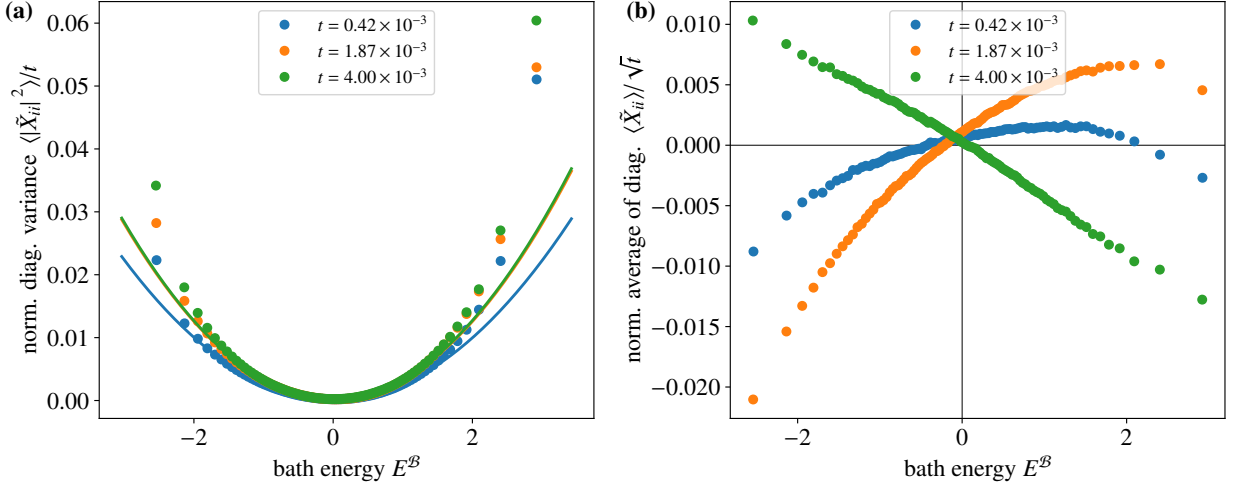 (a)
norm. diag. variance ⟨|X̃ᵢᵢ|²⟩/t
0.06
0.05
0.04
0.03
0.02
0.01
0.00
t = 0.42 × 10⁻³
t = 1.87 × 10⁻³
t = 4.00 × 10⁻³
−2
0
2
bath energy Eᴮ
(b)
norm. average of diag. ⟨X̃ᵢᵢ⟩/√t
0.010
0.005
0.000
−0.005
−0.010
−0.015
−0.020
t = 0.42 × 10⁻³
t = 1.87 × 10⁻³
t = 4.00 × 10⁻³
−2
0
2
bath energy Eᴮ